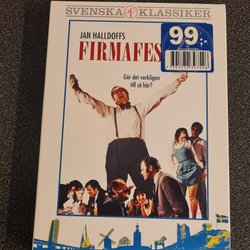 SVENSKA KLASSIKER
JAN HALLDOFFS
99:-
FIRMAFES
Går det verkligen
till så här?